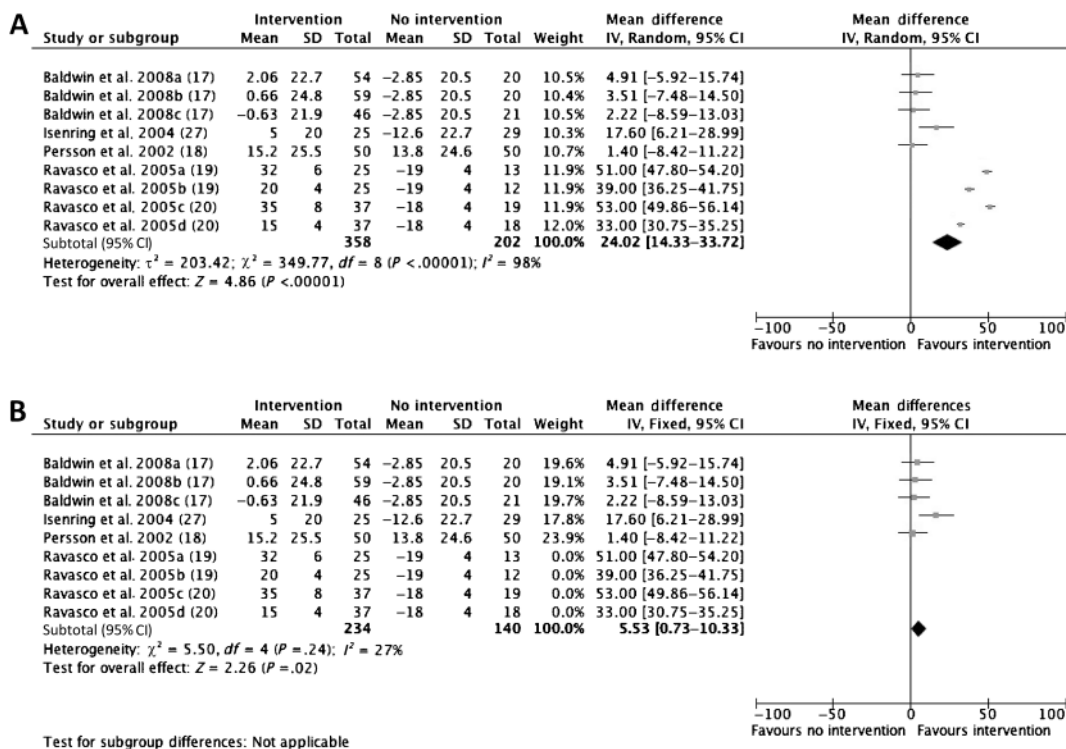 A
Intervention No intervention Mean difference Mean difference
Study or subgroup Mean SD Total Mean SD Total Weight IV, Random, 95% CI IV, Random, 95% CI
Baldwin et al. 2008a (17) 2.06 22.7 54 -2.85 20.5 20 10.5% 4.91 [-5.92–15.74]
Baldwin et al. 2008b (17) 0.66 24.8 59 -2.85 20.5 20 10.4% 3.51 [-7.48–14.50]
Baldwin et al. 2008c (17) -0.63 21.9 46 -2.85 20.5 21 10.5% 2.22 [-8.59–13.03]
Isenring et al. 2004 (27) 5 20 25 -12.6 22.7 29 10.3% 17.60 [6.21–28.99]
Persson et al. 2002 (18) 15.2 25.5 50 13.8 24.6 50 10.7% 1.40 [-8.42–11.22]
Ravasco et al. 2005a (19) 32 6 25 -19 4 13 11.9% 51.00 [47.80–54.20]
Ravasco et al. 2005b (19) 20 4 25 -19 4 12 11.9% 39.00 [36.25–41.75]
Ravasco et al. 2005c (20) 35 8 37 -18 4 19 11.9% 53.00 [49.86–56.14]
Ravasco et al. 2005d (20) 15 4 37 -18 4 18 12.0% 33.00 [30.75–35.25]
Subtotal (95% CI) 358 202 100.0% 24.02 [14.33–33.72]
Heterogeneity: τ² = 203.42; χ² = 349.77, df = 8 (P <.00001); I² = 98%
Test for overall effect: Z = 4.86 (P <.00001)
-100 -50 0 50 100
Favours no intervention Favours intervention
B
Intervention No intervention Mean difference Mean differences
Study or subgroup Mean SD Total Mean SD Total Weight IV, Fixed, 95% CI IV, Fixed, 95% CI
Baldwin et al. 2008a (17) 2.06 22.7 54 -2.85 20.5 20 19.6% 4.91 [-5.92–15.74]
Baldwin et al. 2008b (17) 0.66 24.8 59 -2.85 20.5 20 19.1% 3.51 [-7.48–14.50]
Baldwin et al. 2008c (17) -0.63 21.9 46 -2.85 20.5 21 19.7% 2.22 [-8.59–13.03]
Isenring et al. 2004 (27) 5 20 25 -12.6 22.7 29 17.8% 17.60 [6.21–28.99]
Persson et al. 2002 (18) 15.2 25.5 50 13.8 24.6 50 23.9% 1.40 [-8.42–11.22]
Ravasco et al. 2005a (19) 32 6 25 -19 4 13 0.0% 51.00 [47.80–54.20]
Ravasco et al. 2005b (19) 20 4 25 -19 4 12 0.0% 39.00 [36.25–41.75]
Ravasco et al. 2005c (20) 35 8 37 -18 4 19 0.0% 53.00 [49.86–56.14]
Ravasco et al. 2005d (20) 15 4 37 -18 4 18 0.0% 33.00 [30.75–35.25]
Subtotal (95% CI) 234 140 100.0% 5.53 [0.73–10.33]
Heterogeneity: χ² = 5.50, df = 4 (P =.24); I² = 27%
Test for overall effect: Z = 2.26 (P =.02)
-100 -50 0 50 100
Favours no intervention Favours intervention
Test for subgroup differences: Not applicable